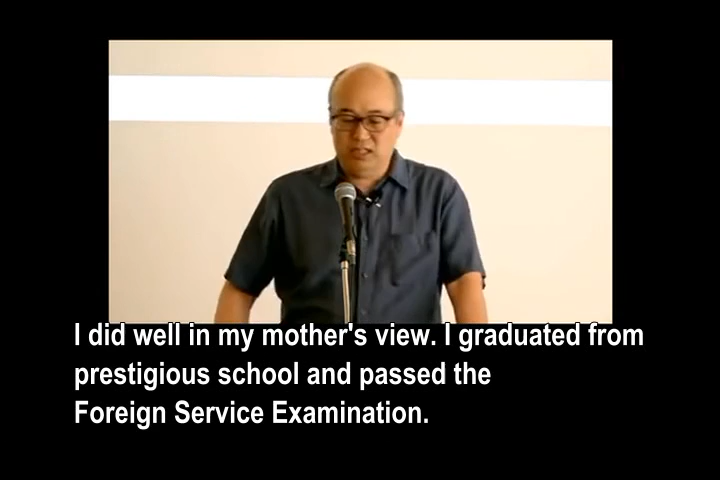 I did well in my mother's view. I graduated from
prestigious school and passed the
Foreign Service Examination.